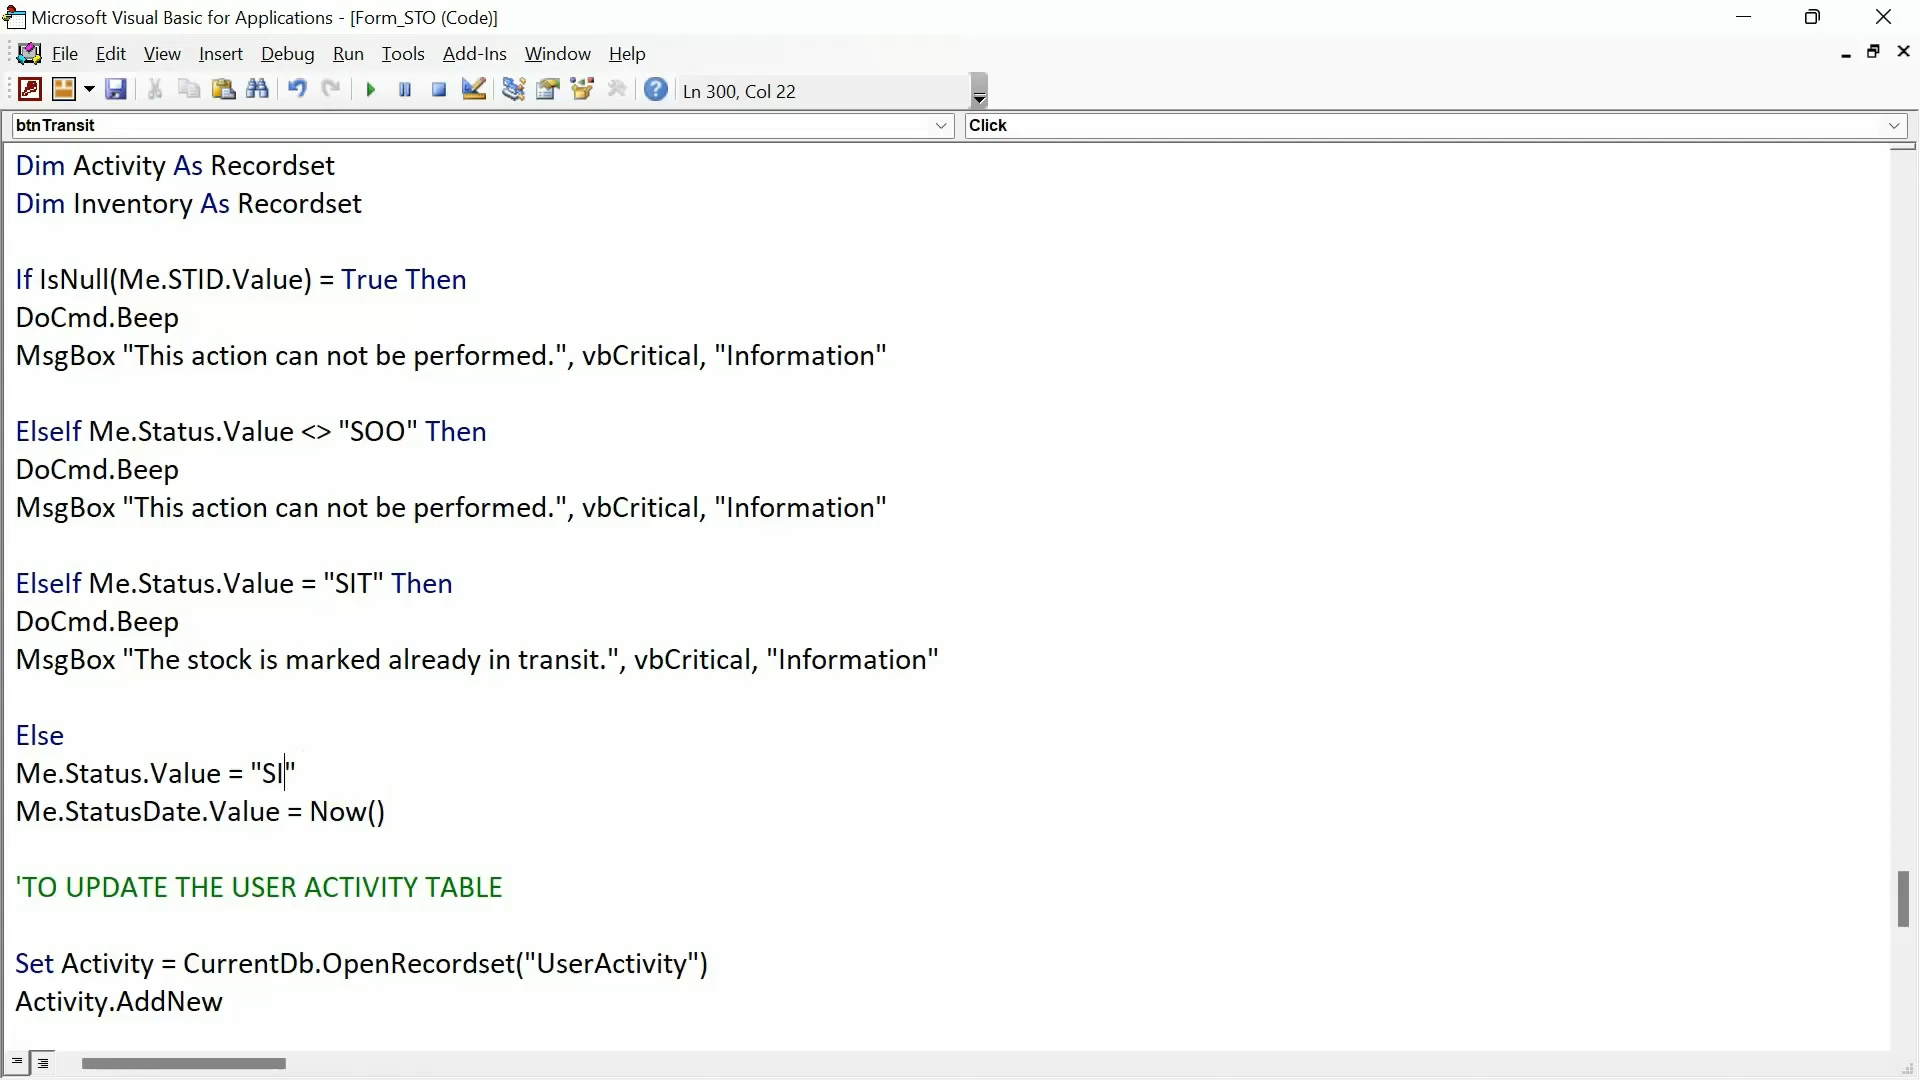 Microsoft Visual Basic for Applications - [Form_STO (Code)]
File Edit View Insert Debug Run Tools Add-Ins Window Help
Ln 300, Col 22
btnTransit Click
Dim Activity As Recordset
Dim Inventory As Recordset
If IsNull(Me.STID.Value) = True Then
DoCmd.Beep
MsgBox "This action can not be performed.", vbCritical, "Information"
ElseIf Me.Status.Value <> "SOO" Then
DoCmd.Beep
MsgBox "This action can not be performed.", vbCritical, "Information"
ElseIf Me.Status.Value = "SIT" Then
DoCmd.Beep
MsgBox "The stock is marked already in transit.", vbCritical, "Information"
Else
Me.Status.Value = "SI"
Me.StatusDate.Value = Now()
'TO UPDATE THE USER ACTIVITY TABLE
Set Activity = CurrentDb.OpenRecordset("UserActivity")
Activity.AddNew